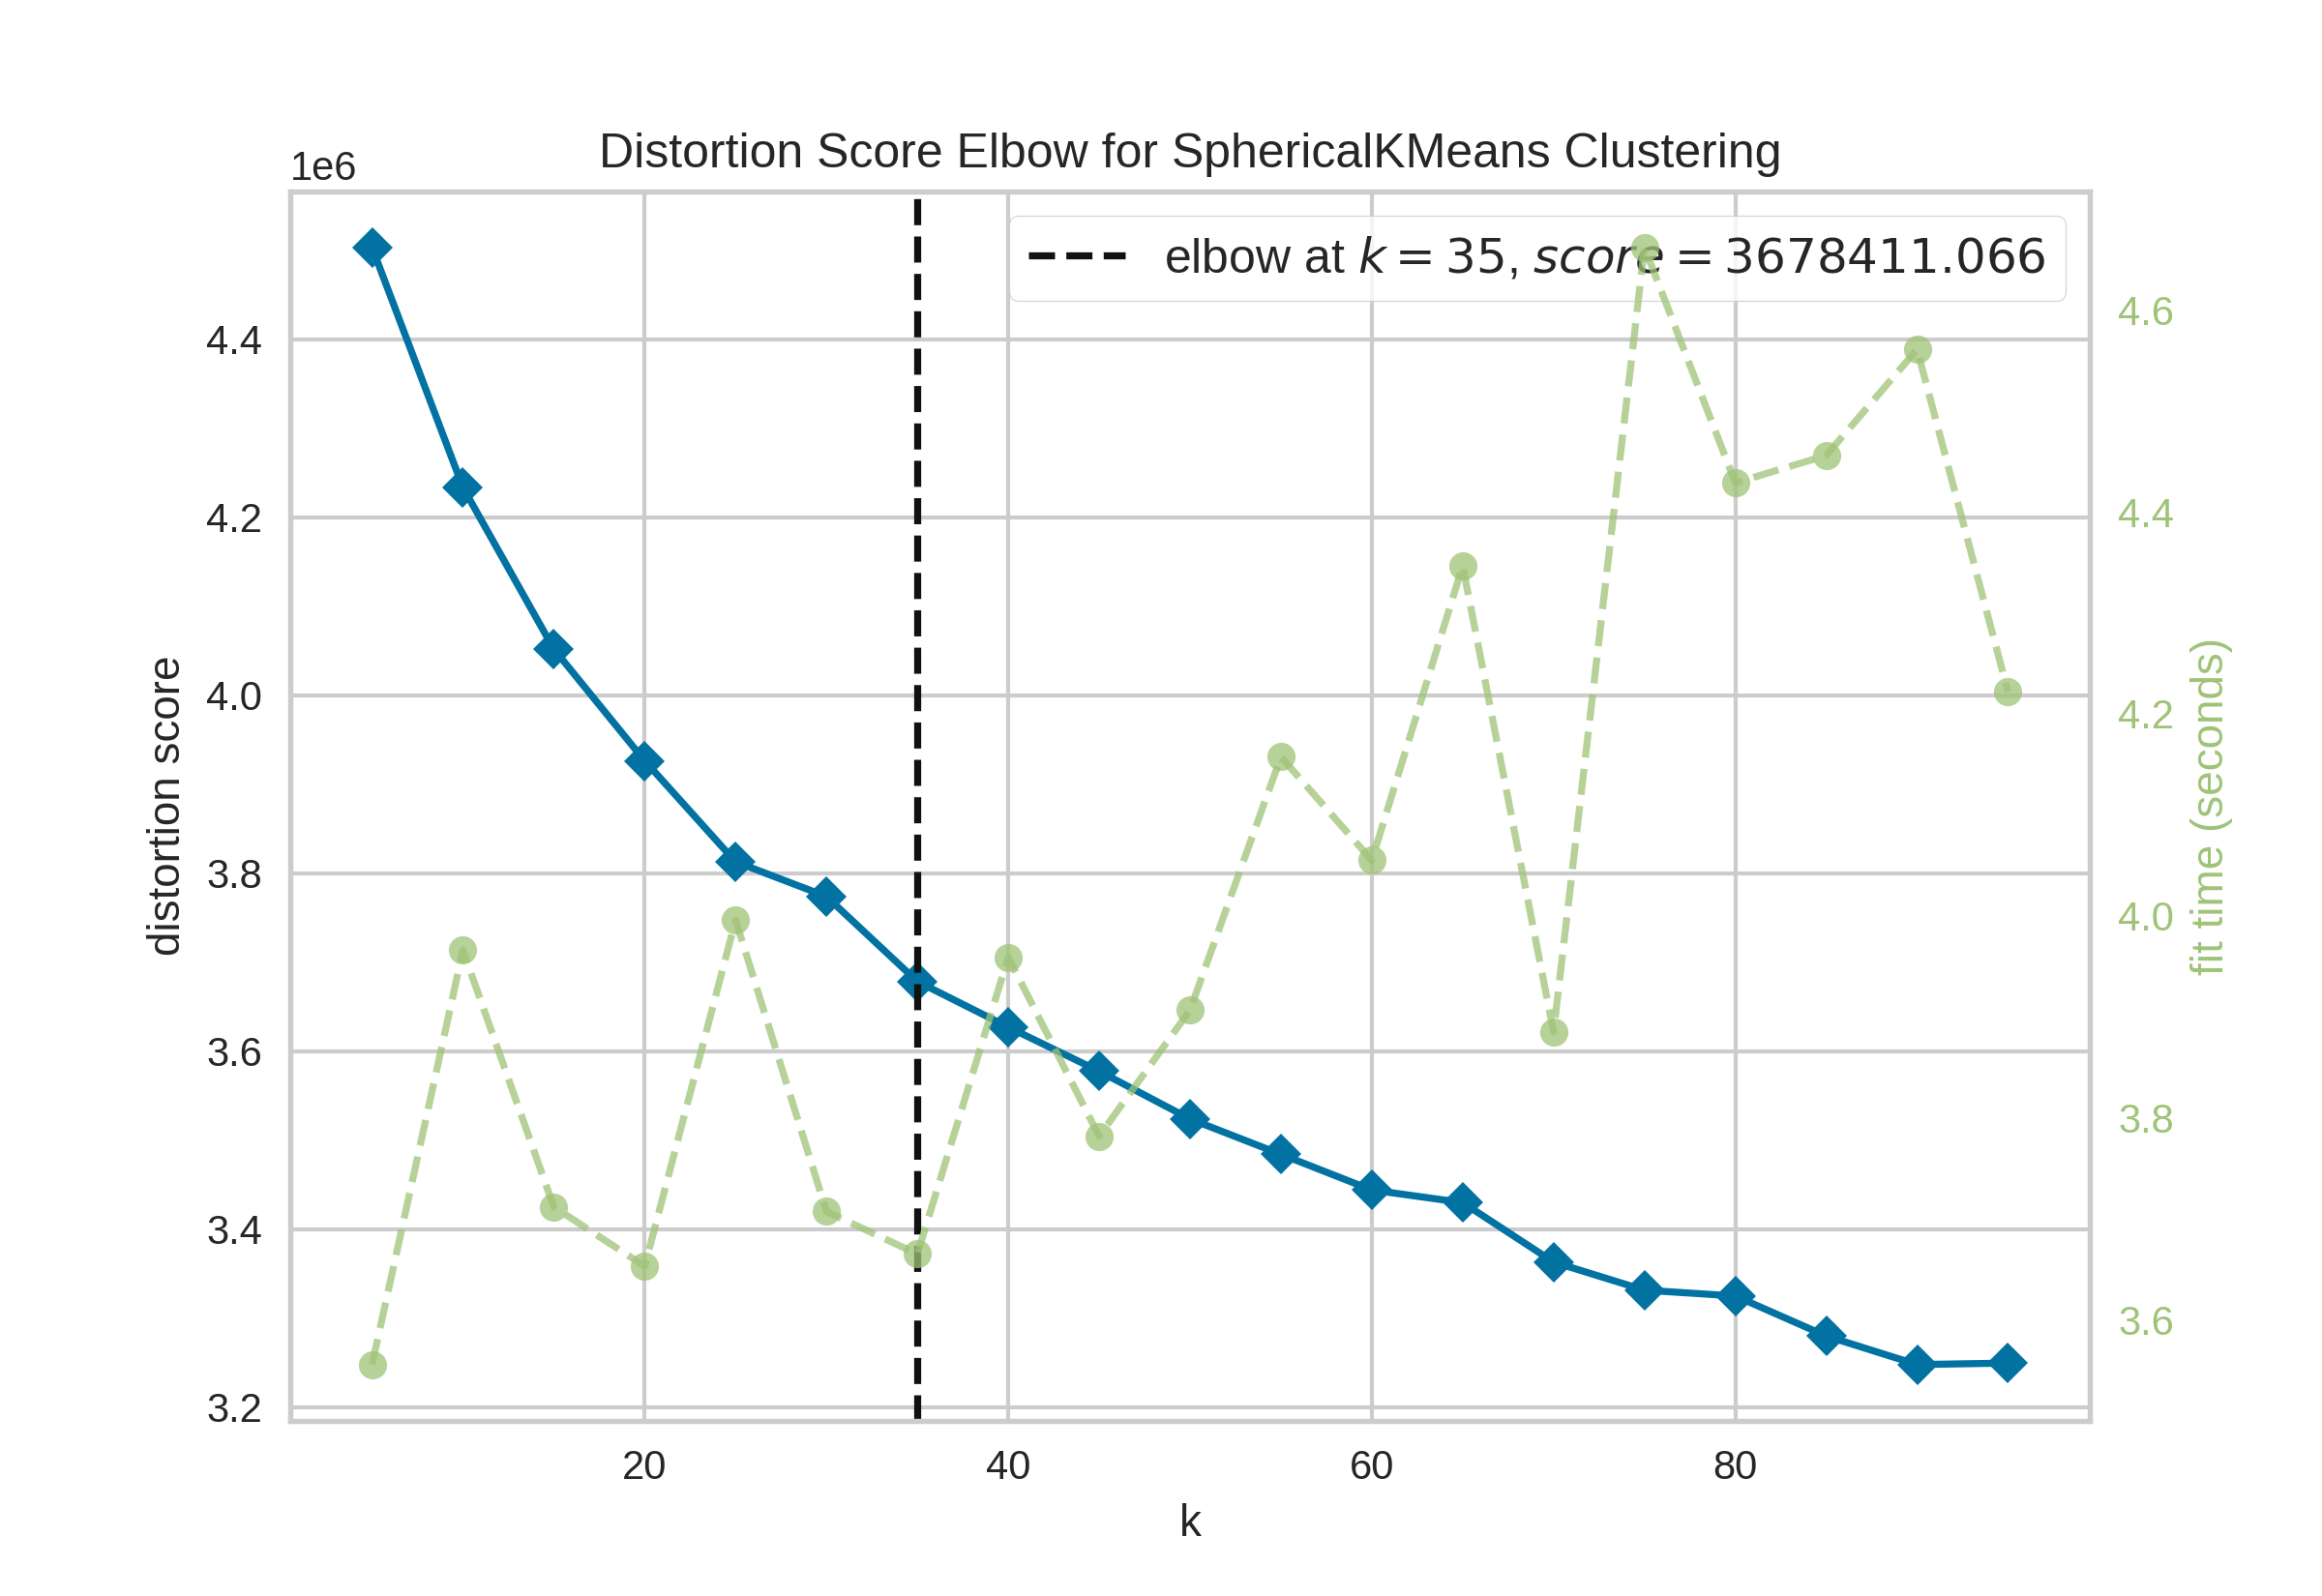 Distortion Score Elbow for SphericalKMeans Clustering
1e6
elbow at k = 35, score = 3678411.066
4.4
4.2
4.0
3.8
3.6
3.4
3.2
distortion score
4.6
4.4
4.2
4.0
3.8
3.6
fit time (seconds)
20 40 60 80
k